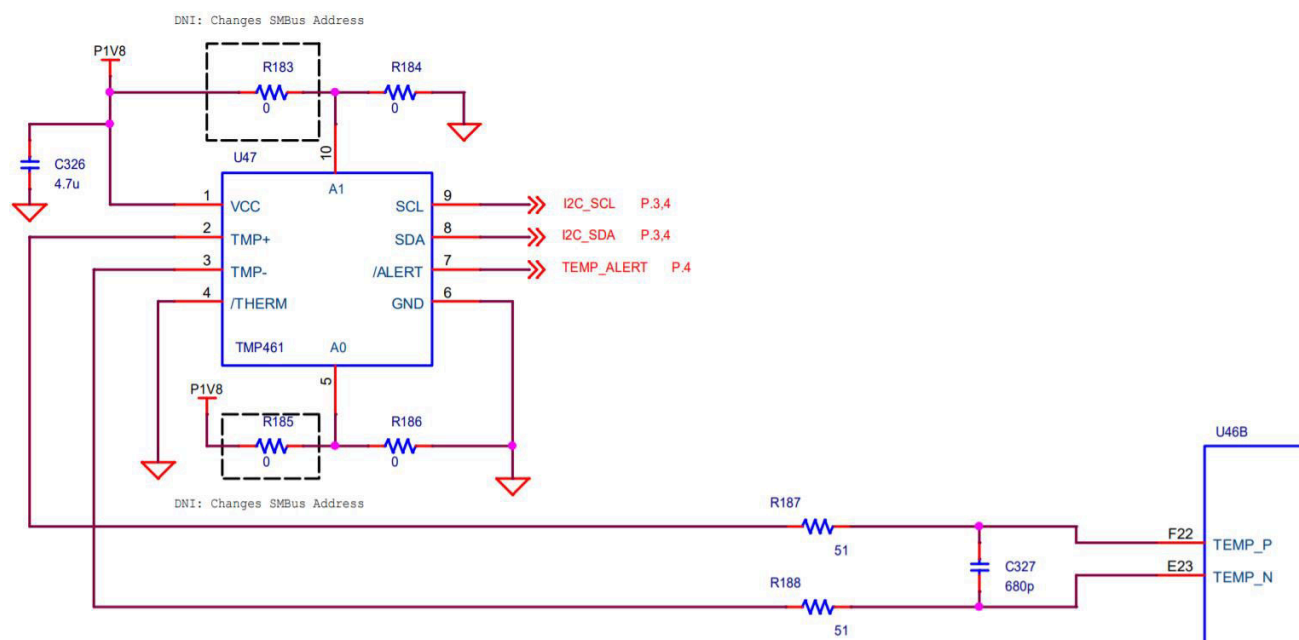 DNI: Changes SMBus Address
P1V8
R183
R184
0
0
C326
4.7u
U47
10
A1
1
VCC
SCL
9
I2C_SCL P.3,4
2
TMP+
SDA
8
I2C_SDA P.3,4
3
TMP-
/ALERT
7
TEMP_ALERT P.4
4
/THERM
GND
6
TMP461
A0
5
P1V8
R185
R186
0
0
DNI: Changes SMBus Address
U46B
R187
51
F22
TEMP_P
C327
680p
E23
TEMP_N
R188
51